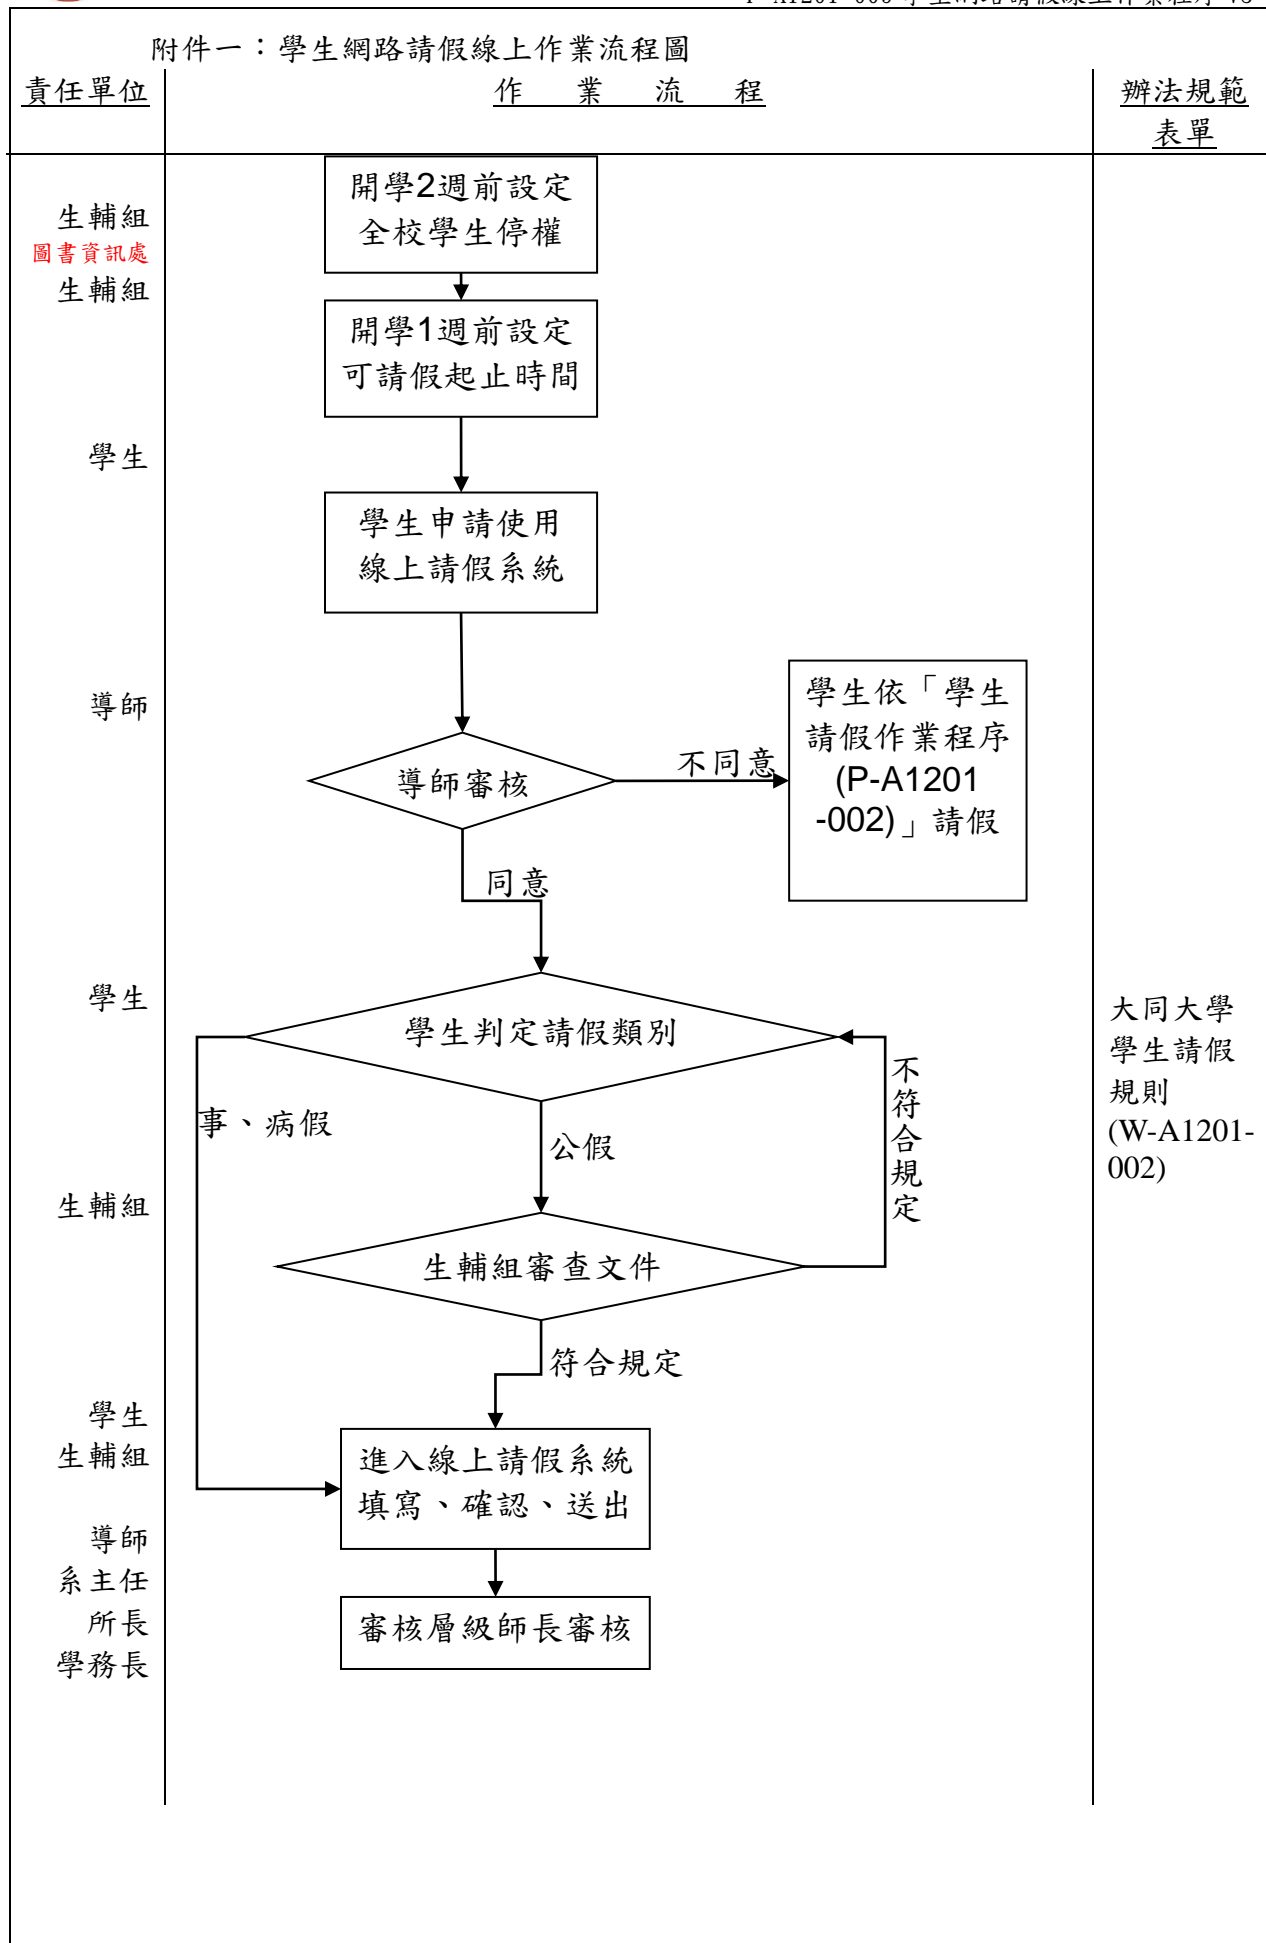 附件一：學生網路請假線上作業流程圖
責任單位
作業流程
辦法規範
表單
生輔組
圖書資訊處
生輔組
開學2週前設定
全校學生停權
開學1週前設定
可請假起止時間
學生
學生申請使用
線上請假系統
導師
導師審核
不同意
學生依「學生
請假作業程序
(P-A1201
-002)」請假
同意
學生
學生判定請假類別
大同大學
學生請假
規則
(W-A1201-
002)
事、病假
公假
不符合規定
生輔組
生輔組審查文件
符合規定
學生
生輔組
進入線上請假系統
填寫、確認、送出
導師
系主任
所長
學務長
審核層級師長審核